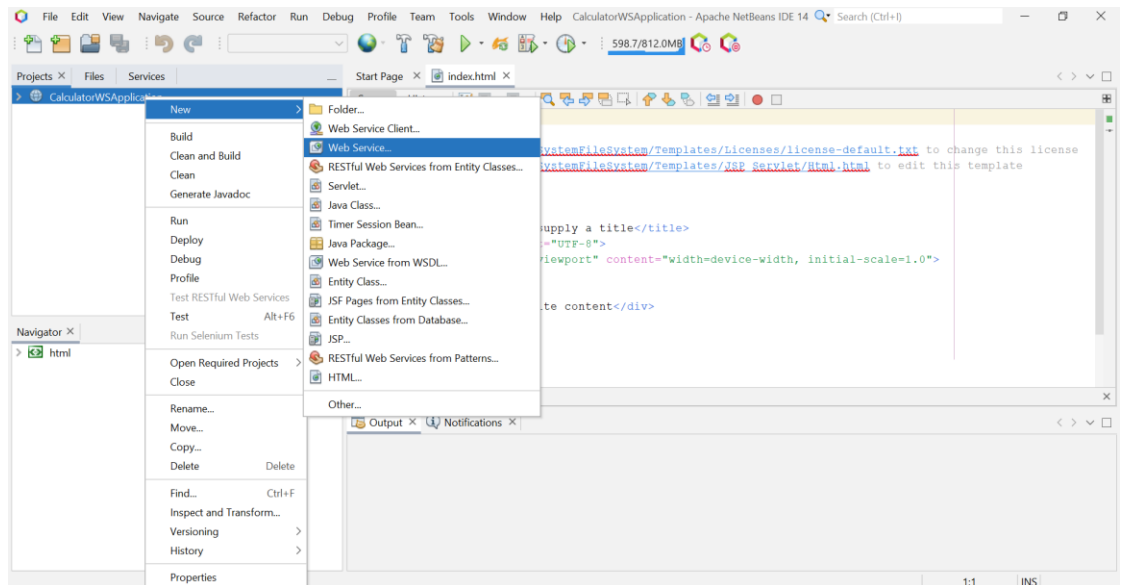 File Edit View Navigate Source Refactor Run Debug Profile Team Tools Window Help CalculatorWSApplication - Apache NetBeans IDE 14 Search (Ctrl+I)
598.7/812.0MB
Projects Files Services
Start Page index.html
CalculatorWSApplication
New
Build
Clean and Build
Clean
Generate Javadoc
Run
Deploy
Debug
Profile
Test RESTful Web Services
Test Alt+F6
Run Selenium Tests
Open Required Projects
Close
Rename...
Move...
Copy...
Delete Delete
Find... Ctrl+F
Inspect and Transform...
Versioning
History
Properties
Folder...
Web Service Client...
Web Service...
RESTful Web Services from Entity Classes...
Servlet...
Java Class...
Timer Session Bean...
Java Package...
Web Service from WSDL...
Entity Class...
JSF Pages from Entity Classes...
Entity Classes from Database...
JSP...
RESTful Web Services from Patterns...
HTML...
Other...
ystemFileSystem/Templates/Licenses/license-default.txt to change this license
ystemFileSystem/Templates/JSP_Servlet/Html.html to edit this template
supply a title</title>
="UTF-8">
viewport" content="width=device-width, initial-scale=1.0">
te content</div>
Navigator
html
Output Notifications
1:1 INS